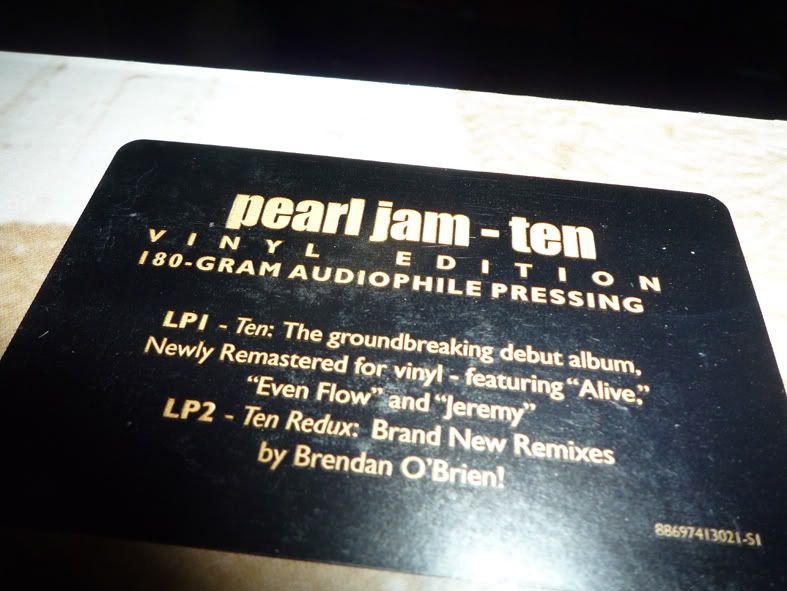 pearl jam - ten
VINYL EDITION
180-GRAM AUDIOPHILE PRESSING
LP1 - Ten: The groundbreaking debut album,
Newly Remastered for vinyl - featuring "Alive,"
"Even Flow" and "Jeremy"
LP2 - Ten Redux: Brand New Remixes
by Brendan O'Brien!
88697413021-S1